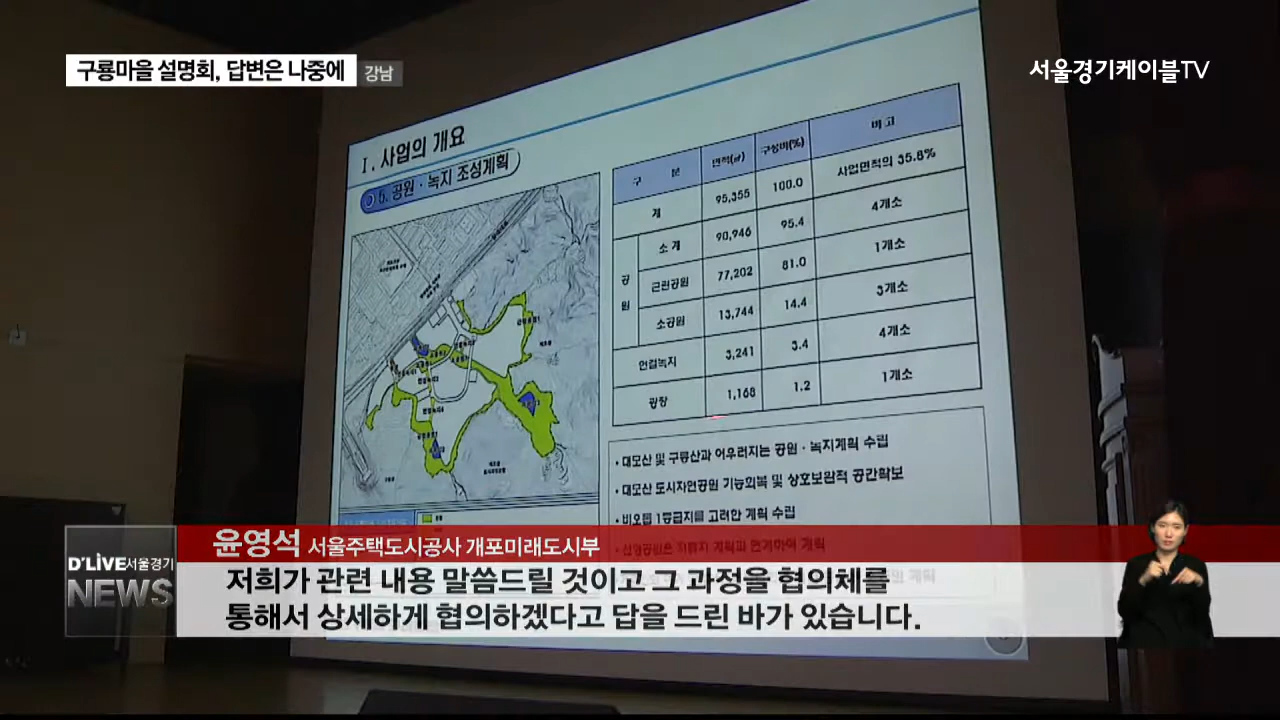 구룡마을 설명회, 답변은 나중에 강남
서울경기케이블TV
Ⅰ. 사업의 개요
6. 공원 · 녹지 조성계획
구 분 면적(㎡) 구성비(%) 비 고
계 95,355 100.0 사업면적의 35.8%
공원 소 계 90,946 95.4 4개소
근린공원 77,202 81.0 1개소
소공원 13,744 14.4 3개소
연결녹지 3,241 3.4 4개소
광장 1,168 1.2 1개소
· 대모산 및 구룡산과 어우러지는 공원 · 녹지계획 수립
· 대모산 도시자연공원 기능회복 및 상호보완적 공간확보
· 비오톱 1등급지를 고려한 계획 수립
D'LIVE 서울경기
NEWS
윤영석 서울주택도시공사 개포미래도시부
저희가 관련 내용 말씀드릴 것이고 그 과정을 협의체를
통해서 상세하게 협의하겠다고 답을 드린 바가 있습니다.